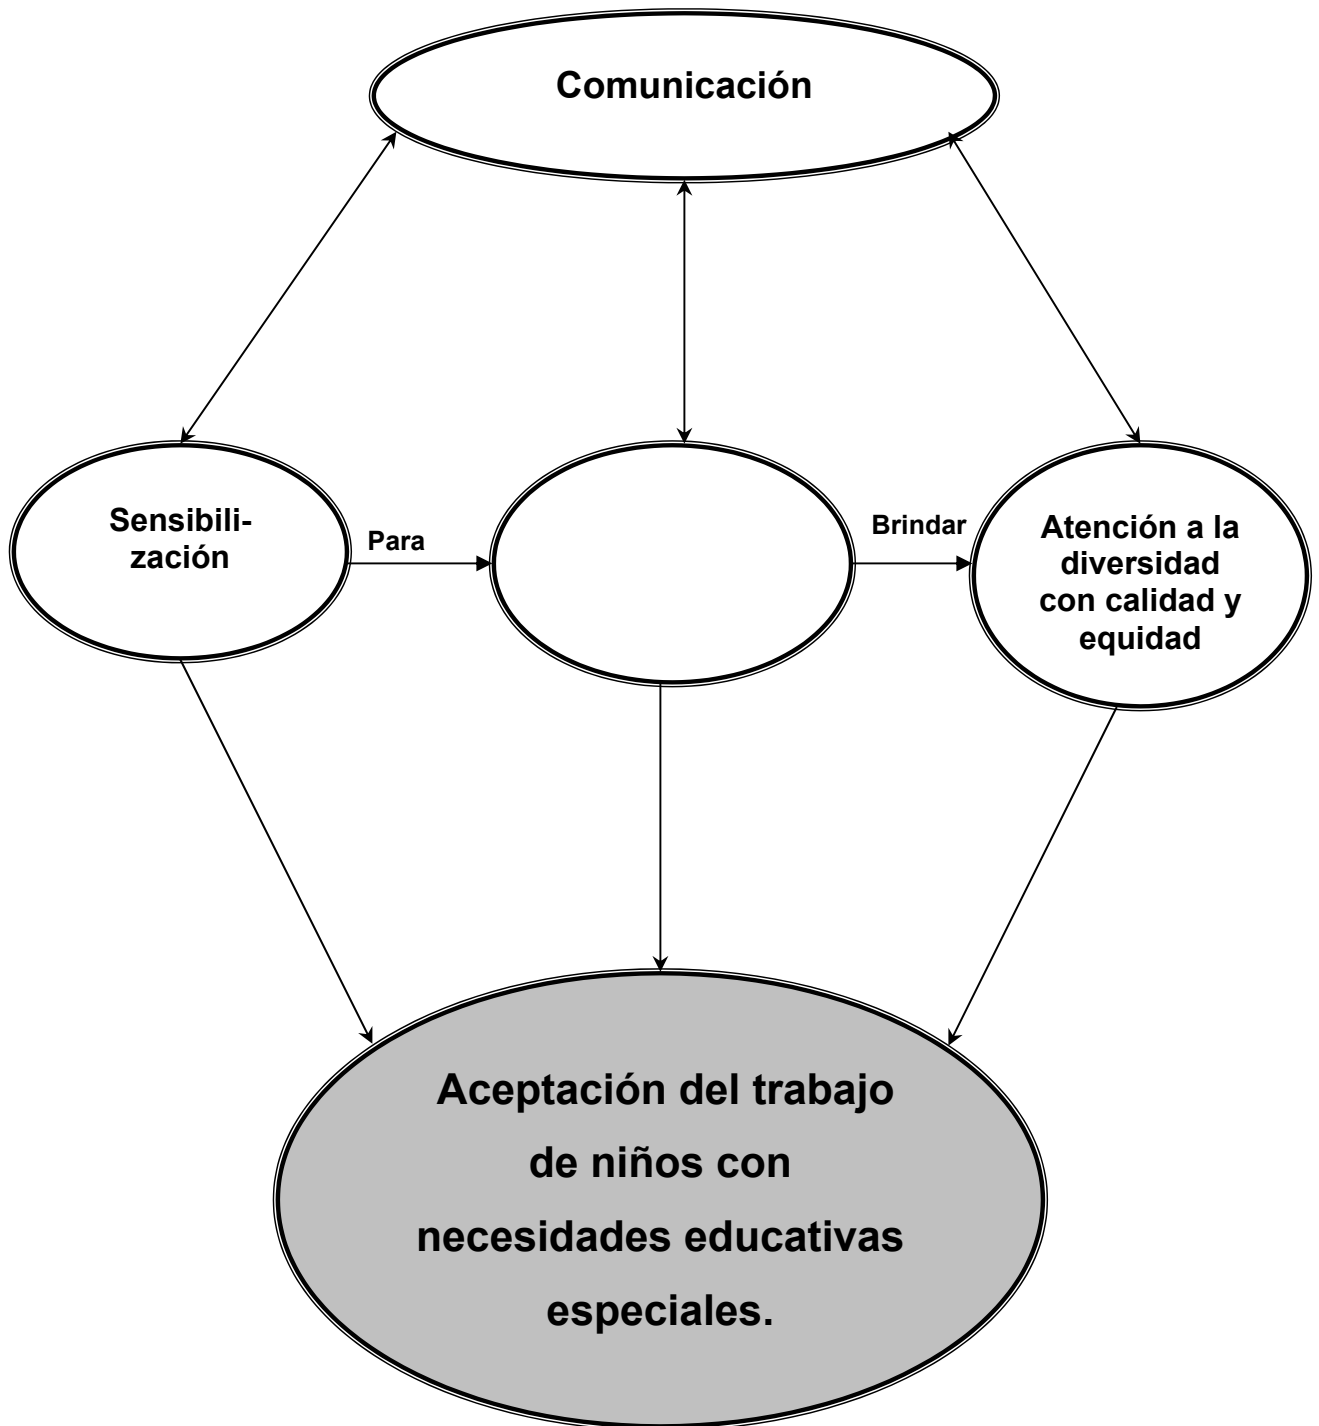 Comunicación
Sensibili-
zación
Para
Brindar
Atención a la
diversidad
con calidad y
equidad
Aceptación del trabajo
de niños con
necesidades educativas
especiales.